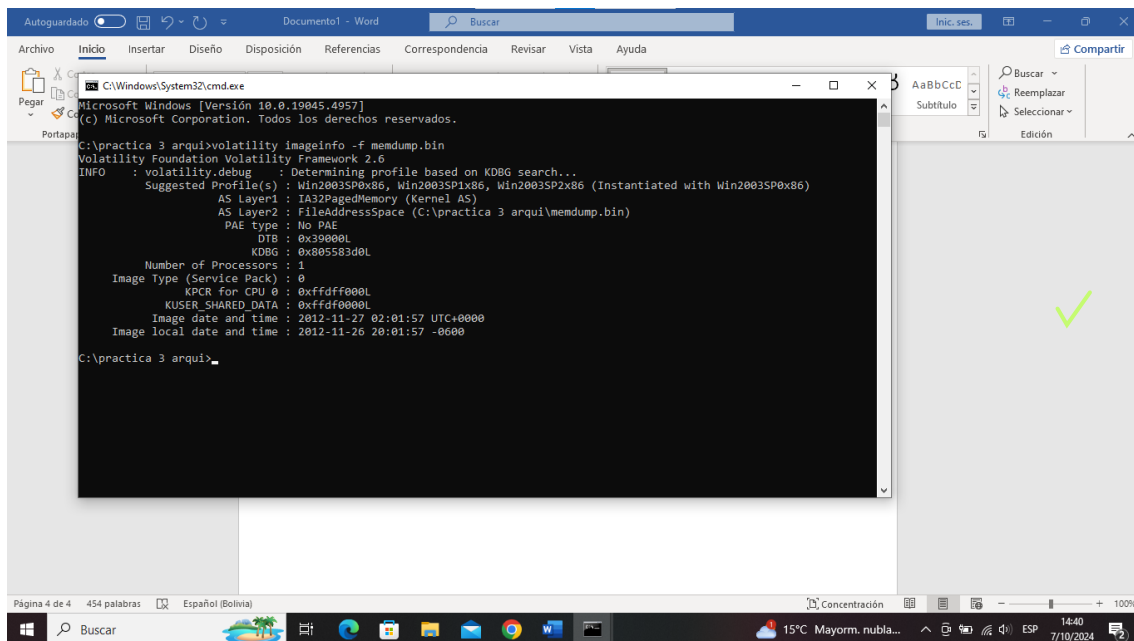 Autoguardado
Documento1 - Word
Buscar
Inic. ses.
Archivo Inicio Insertar Diseño Disposición Referencias Correspondencia Revisar Vista Ayuda
Compartir
Pegar
Portapap
AaBbCcD
Subtítulo
Buscar
Reemplazar
Seleccionar
Edición
C:\Windows\System32\cmd.exe
Microsoft Windows [Versión 10.0.19045.4957]
(c) Microsoft Corporation. Todos los derechos reservados.
C:\practica 3 arqui>volatility imageinfo -f memdump.bin
Volatility Foundation Volatility Framework 2.6
INFO    : volatility.debug    : Determining profile based on KDBG search...
Suggested Profile(s) : Win2003SP0x86, Win2003SP1x86, Win2003SP2x86 (Instantiated with Win2003SP0x86)
AS Layer1 : IA32PagedMemory (Kernel AS)
AS Layer2 : FileAddressSpace (C:\practica 3 arqui\memdump.bin)
PAE type : No PAE
DTB : 0x39000L
KDBG : 0x805583d0L
Number of Processors : 1
Image Type (Service Pack) : 0
KPCR for CPU 0 : 0xffdff000L
KUSER_SHARED_DATA : 0xffdf0000L
Image date and time : 2012-11-27 02:01:57 UTC+0000
Image local date and time : 2012-11-26 20:01:57 -0600
C:\practica 3 arqui>
Página 4 de 4 454 palabras Español (Bolivia)
Concentración
100%
Buscar
15°C Mayorm. nubla...
ESP
14:40
7/10/2024